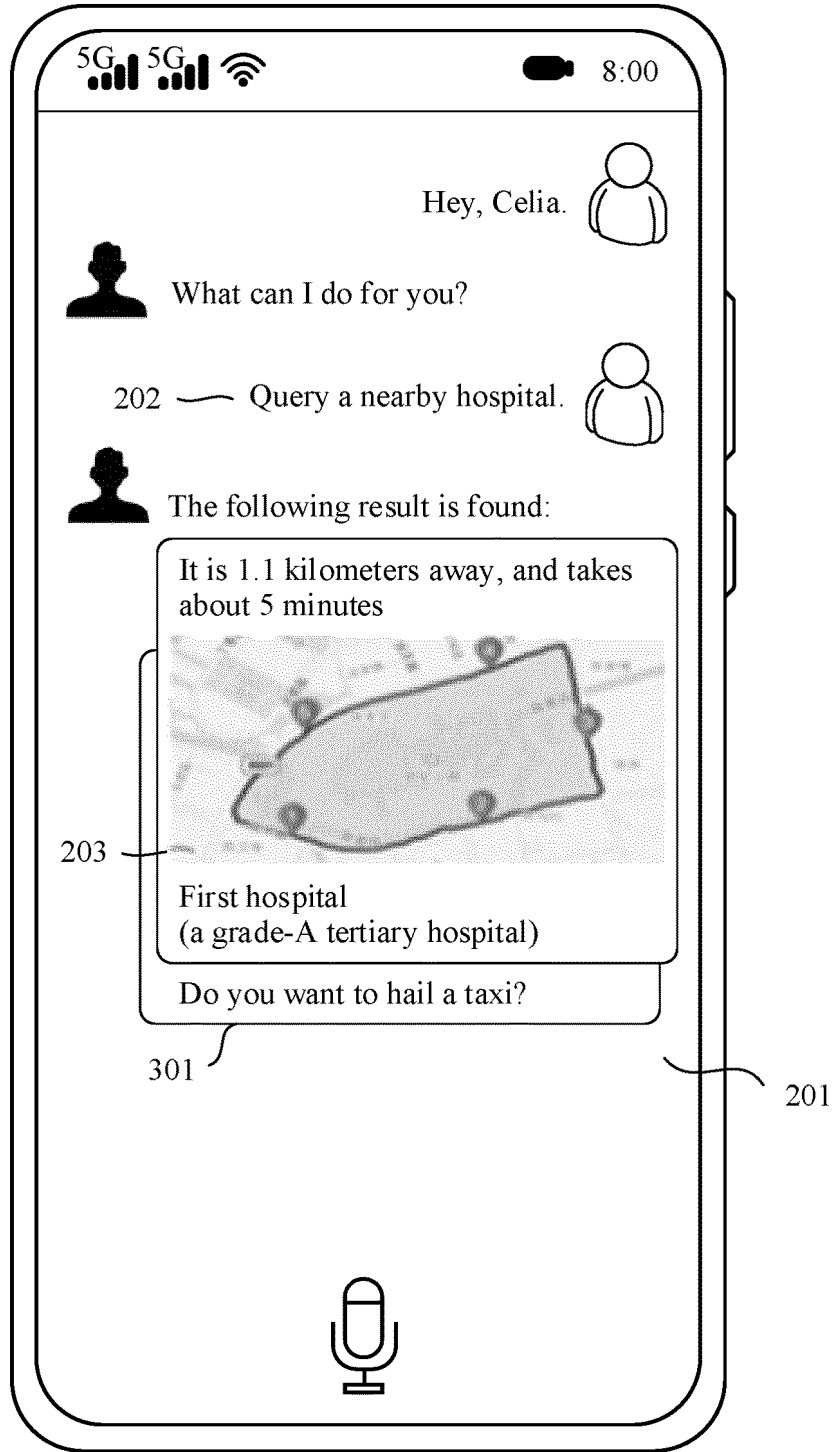 5G 5G 8:00
Hey, Celia.
What can I do for you?
202 Query a nearby hospital.
The following result is found:
It is 1.1 kilometers away, and takes
about 5 minutes
203
First hospital
(a grade-A tertiary hospital)
Do you want to hail a taxi?
301
201